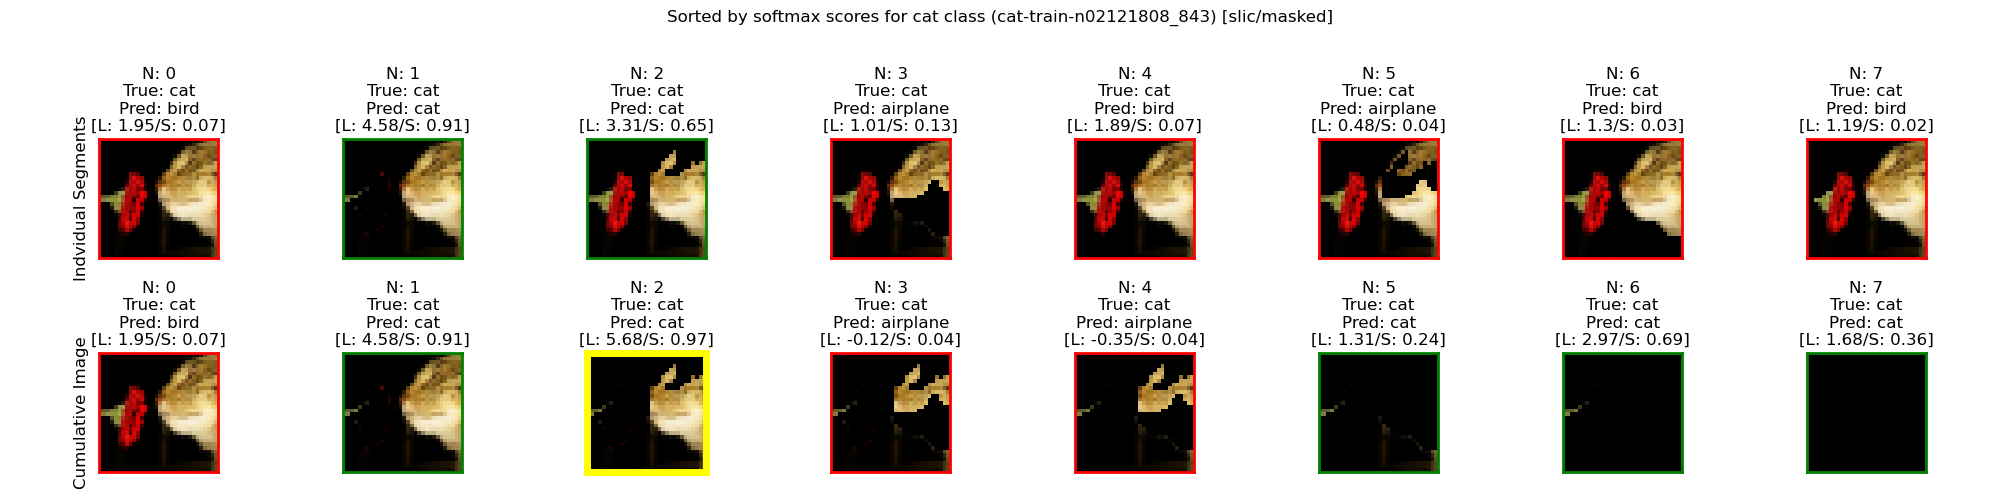 Sorted by softmax scores for cat class (cat-train-n02121808_843) [slic/masked]
Individual Segments
N: 0
True: cat
Pred: bird
[L: 1.95/S: 0.07]
N: 1
True: cat
Pred: cat
[L: 4.58/S: 0.91]
N: 2
True: cat
Pred: cat
[L: 3.31/S: 0.65]
N: 3
True: cat
Pred: airplane
[L: 1.01/S: 0.13]
N: 4
True: cat
Pred: bird
[L: 1.89/S: 0.07]
N: 5
True: cat
Pred: airplane
[L: 0.48/S: 0.04]
N: 6
True: cat
Pred: bird
[L: 1.3/S: 0.03]
N: 7
True: cat
Pred: bird
[L: 1.19/S: 0.02]
Cumulative Image
N: 0
True: cat
Pred: bird
[L: 1.95/S: 0.07]
N: 1
True: cat
Pred: cat
[L: 4.58/S: 0.91]
N: 2
True: cat
Pred: cat
[L: 5.68/S: 0.97]
N: 3
True: cat
Pred: airplane
[L: -0.12/S: 0.04]
N: 4
True: cat
Pred: airplane
[L: -0.35/S: 0.04]
N: 5
True: cat
Pred: cat
[L: 1.31/S: 0.24]
N: 6
True: cat
Pred: cat
[L: 2.97/S: 0.69]
N: 7
True: cat
Pred: cat
[L: 1.68/S: 0.36]